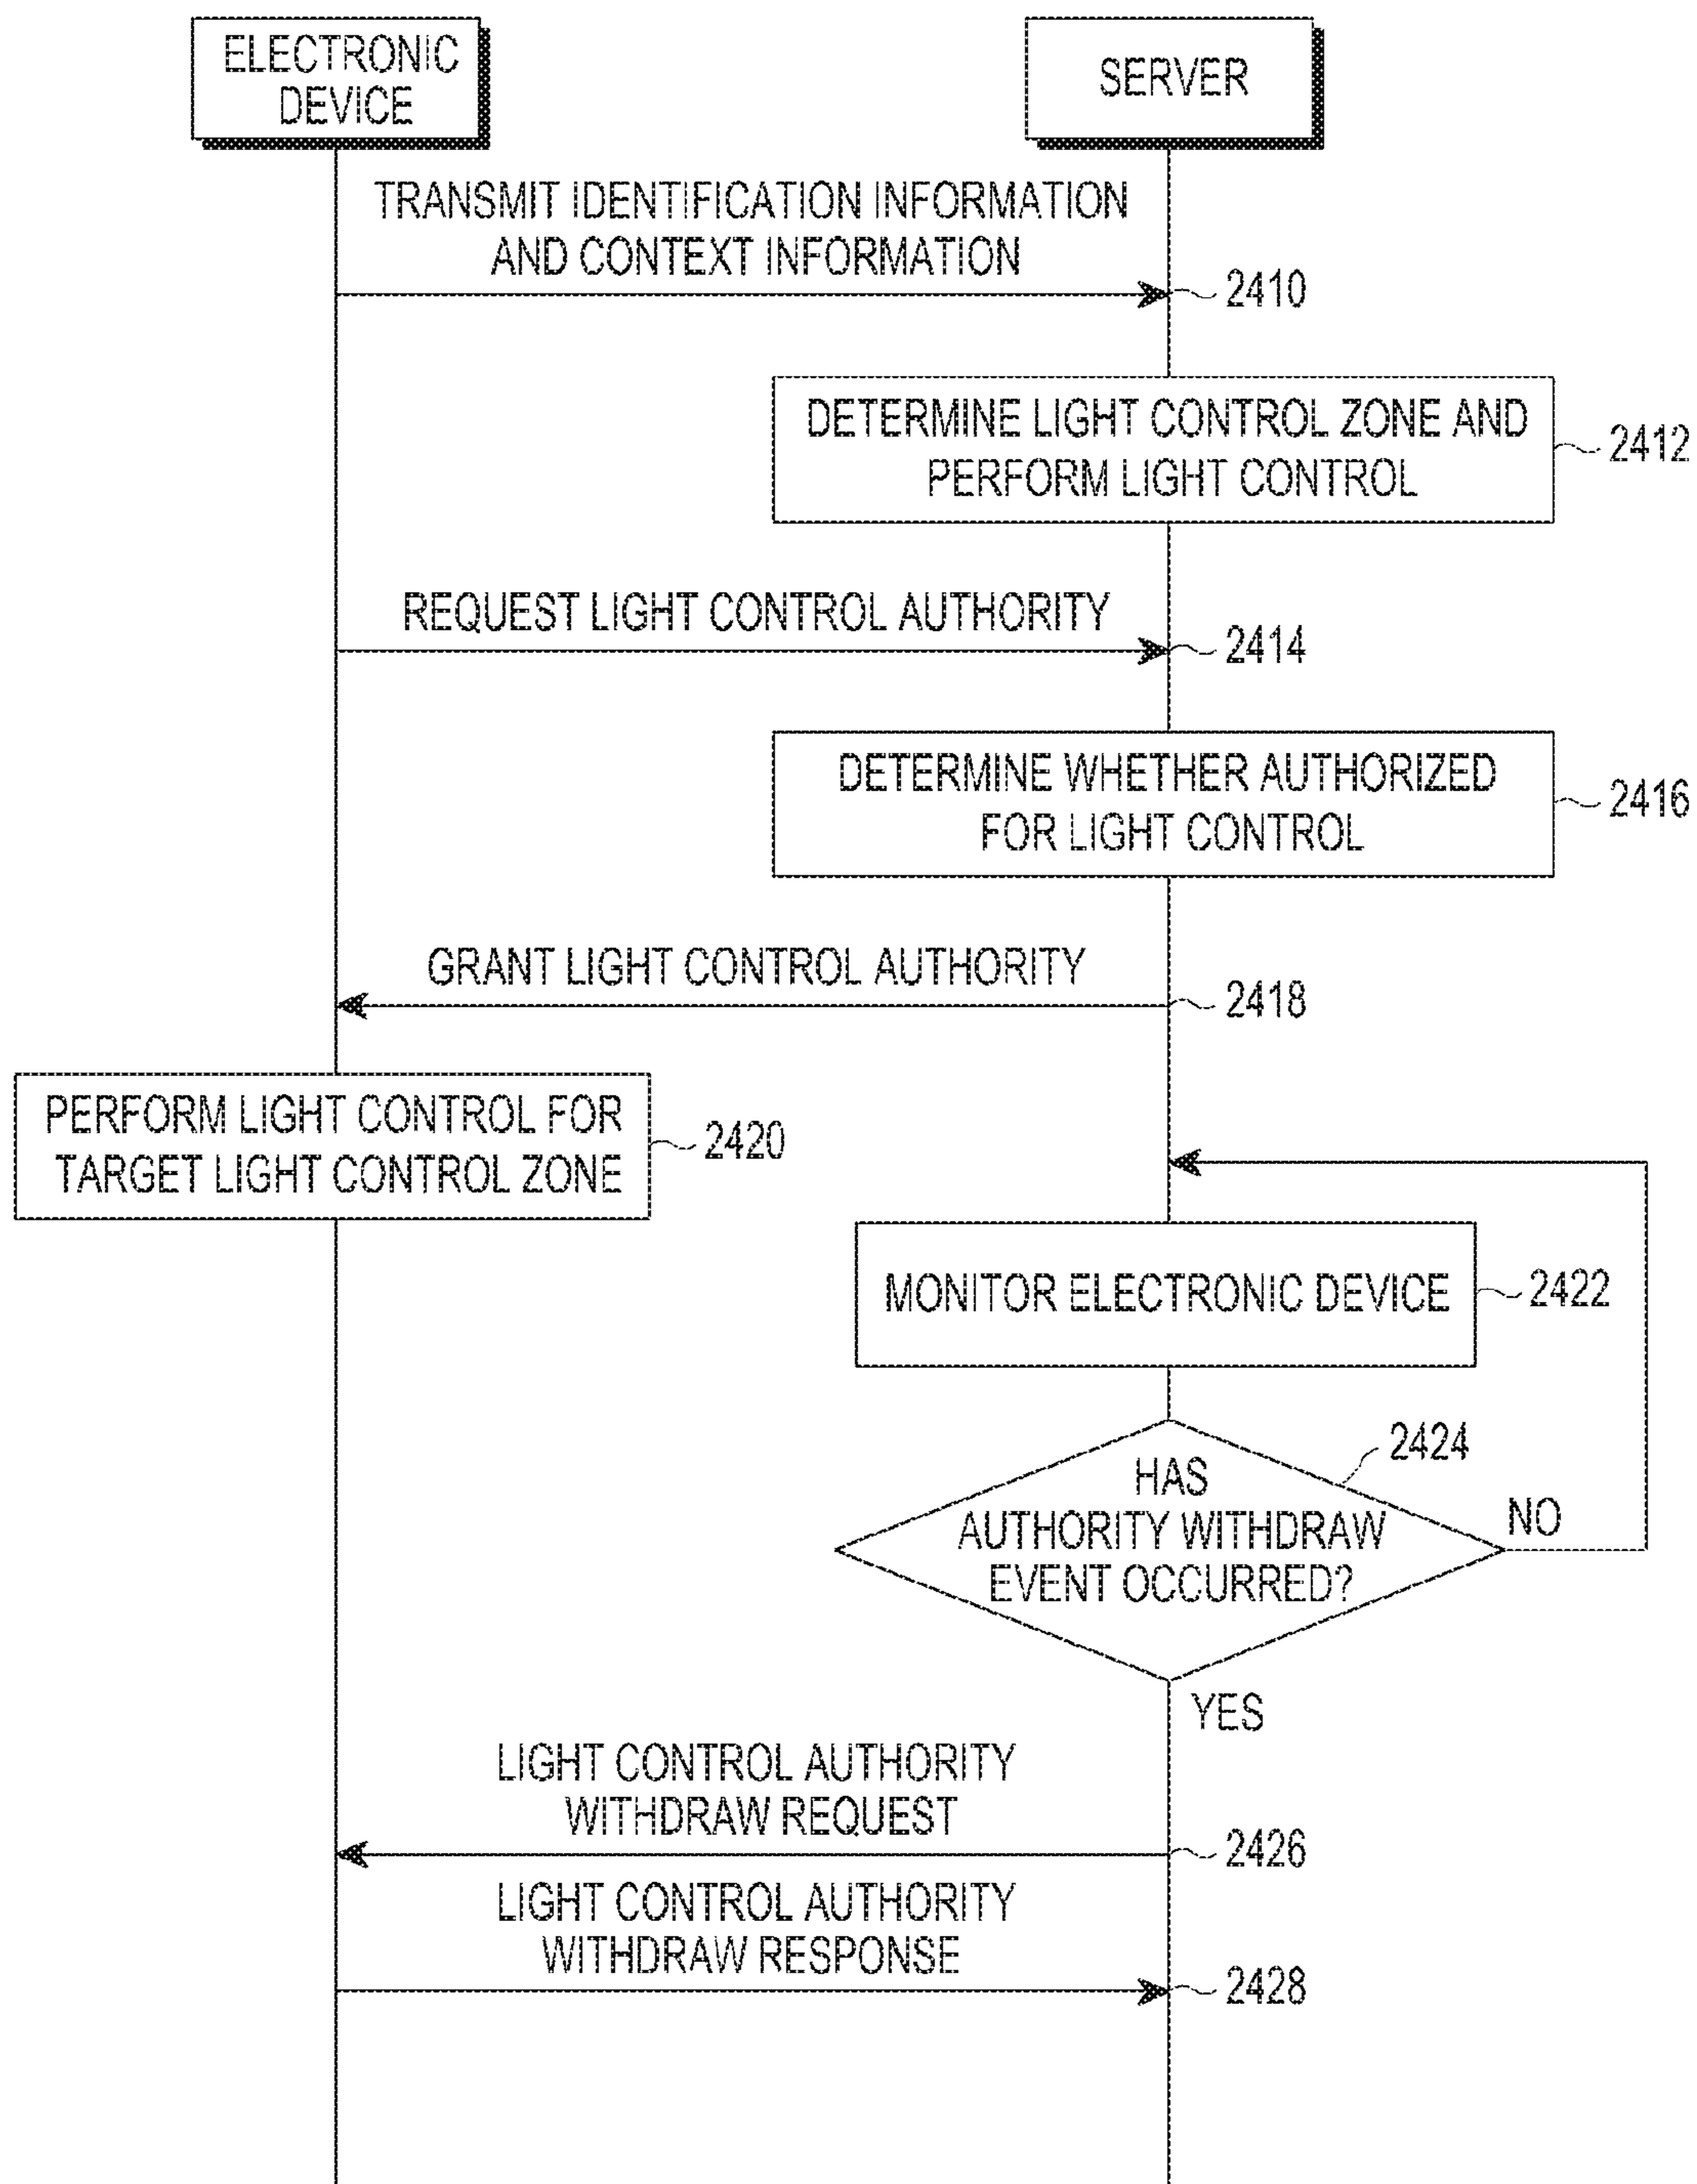 ELECTRONIC
DEVICE
SERVER
TRANSMIT IDENTIFICATION INFORMATION
AND CONTEXT INFORMATION
2410
DETERMINE LIGHT CONTROL ZONE AND
PERFORM LIGHT CONTROL
2412
REQUEST LIGHT CONTROL AUTHORITY
2414
DETERMINE WHETHER AUTHORIZED
FOR LIGHT CONTROL
2416
GRANT LIGHT CONTROL AUTHORITY
2418
PERFORM LIGHT CONTROL FOR
TARGET LIGHT CONTROL ZONE
2420
MONITOR ELECTRONIC DEVICE
2422
2424
HAS
AUTHORITY WITHDRAW
EVENT OCCURRED?
NO
YES
LIGHT CONTROL AUTHORITY
WITHDRAW REQUEST
2426
LIGHT CONTROL AUTHORITY
WITHDRAW RESPONSE
2428